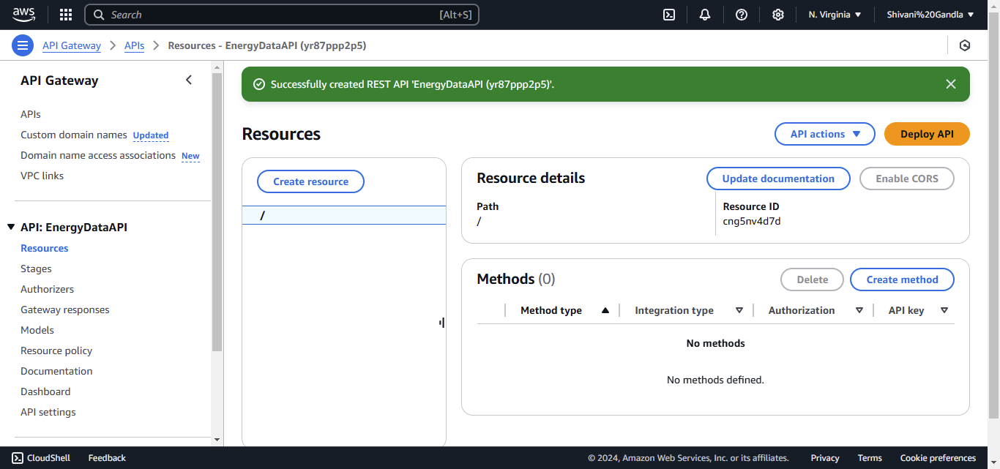 aws
Search [Alt+S]
N. Virginia
Shivani%20Gandla
API Gateway
APIs
Resources - EnergyDataAPI (yr87ppp2p5)
API Gateway
APIs
Custom domain names Updated
Domain name access associations New
VPC links
API: EnergyDataAPI
Resources
Stages
Authorizers
Gateway responses
Models
Resource policy
Documentation
Dashboard
API settings
Successfully created REST API 'EnergyDataAPI (yr87ppp2p5)'.
Resources
API actions
Deploy API
Create resource
/
Resource details
Update documentation
Enable CORS
Path
/
Resource ID
cng5nv4d7d
Methods (0)
Delete
Create method
Method type
Integration type
Authorization
API key
No methods
No methods defined.
CloudShell
Feedback
© 2024, Amazon Web Services, Inc. or its affiliates.
Privacy
Terms
Cookie preferences